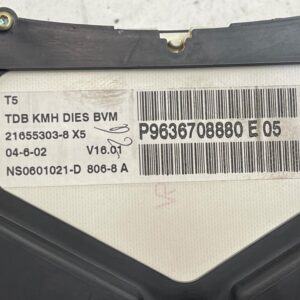 T5
TDB KMH DIES BVM
21655303-8 X5
04-6-02 V16.01
NS0601021-D 806-8 A
P9636708880 E 05